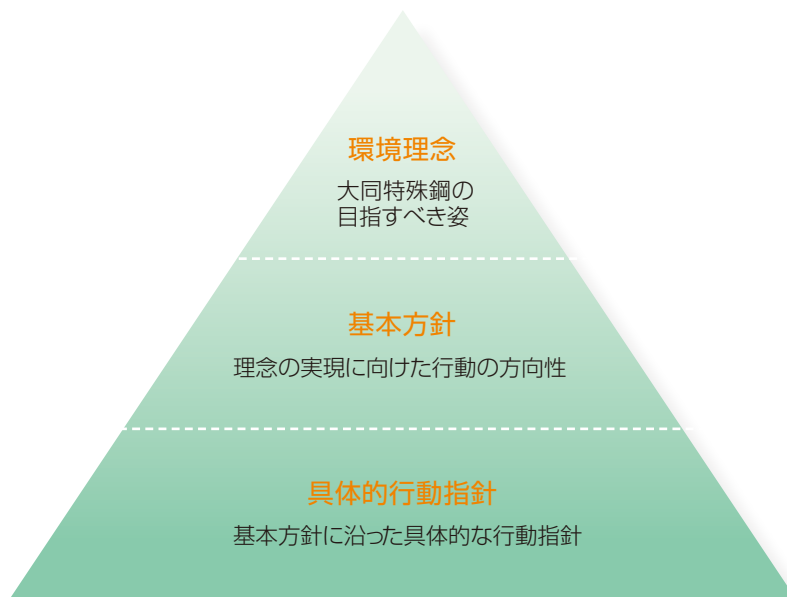 環境理念
大同特殊鋼の
目指すべき姿
基本方針
理念の実現に向けた行動の方向性
具体的行動指針
基本方針に沿った具体的な行動指針